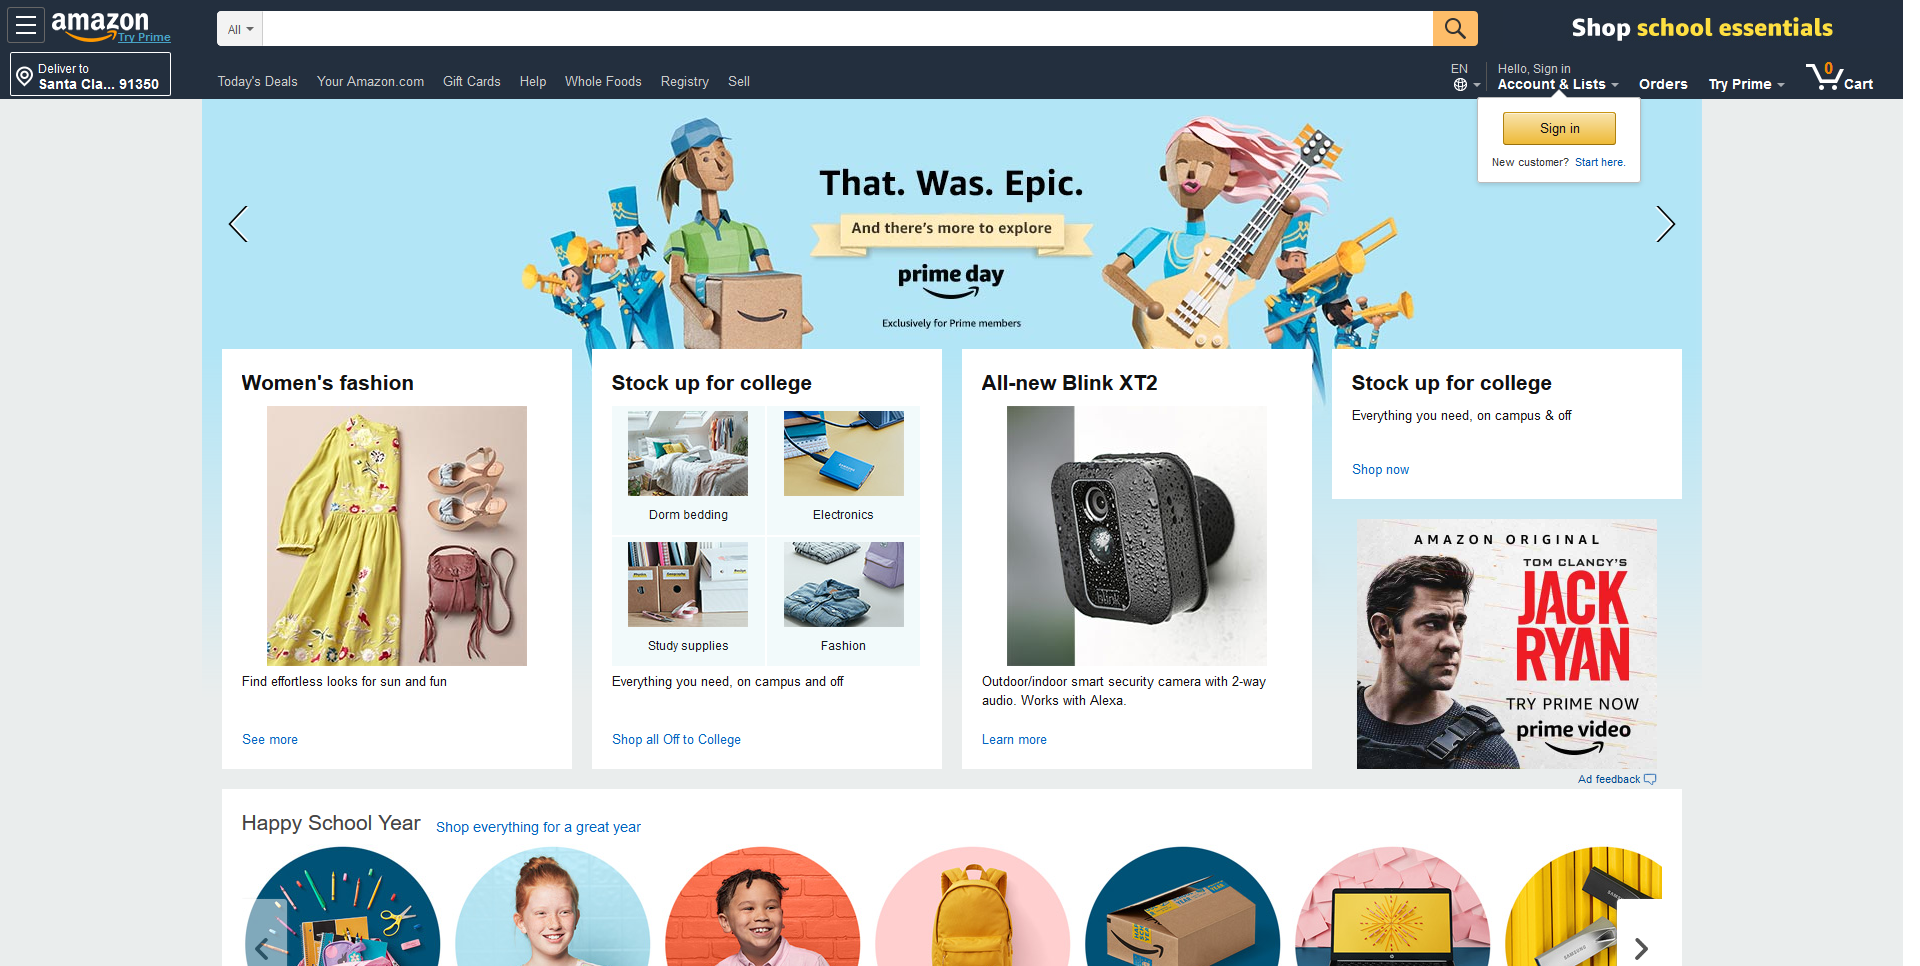 amazon
Try Prime
All
Shop school essentials
Deliver to
Santa Cla... 91350
Today's Deals
Your Amazon.com
Gift Cards
Help
Whole Foods
Registry
Sell
EN
Hello, Sign in
Account & Lists
Orders
Try Prime
0
Cart
Sign in
New customer? Start here.
That. Was. Epic.
And there's more to explore
prime day
Exclusively for Prime members
Women's fashion
Find effortless looks for sun and fun
See more
Stock up for college
Dorm bedding
Electronics
Study supplies
Fashion
Everything you need, on campus and off
Shop all Off to College
All-new Blink XT2
blink
Outdoor/indoor smart security camera with 2-way
audio. Works with Alexa.
Learn more
Stock up for college
Everything you need, on campus & off
Shop now
AMAZON ORIGINAL
TOM CLANCY'S
JACK
RYAN
TRY PRIME NOW
prime video
Ad feedback
Happy School Year
Shop everything for a great year
SAMSUNG